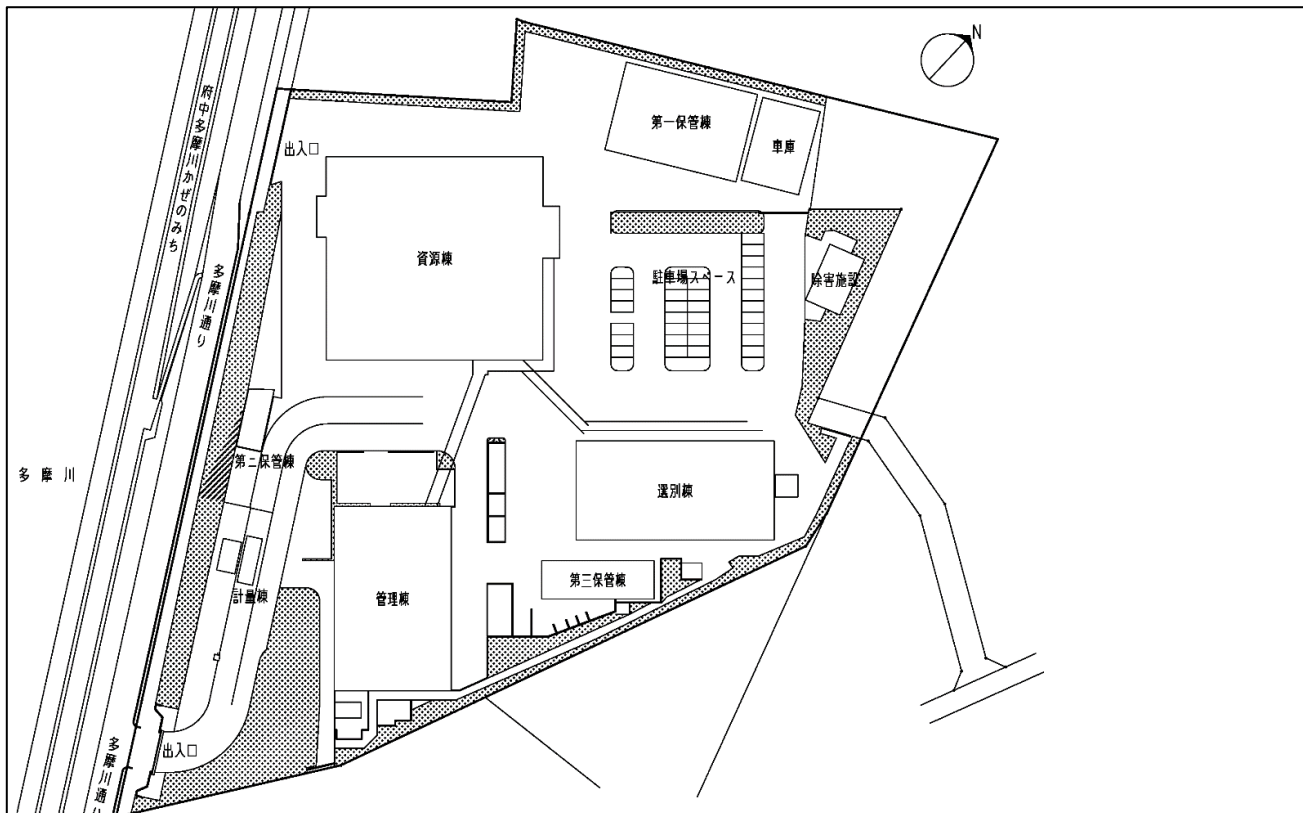 N
府中多摩川かぜのみち
出入口
第一保管棟
車庫
資源棟
駐車場スペース
除害施設
多摩川通り
多摩川
第二保管棟
選別棟
計量棟
管理棟
第三保管棟
出入口
多摩川通り